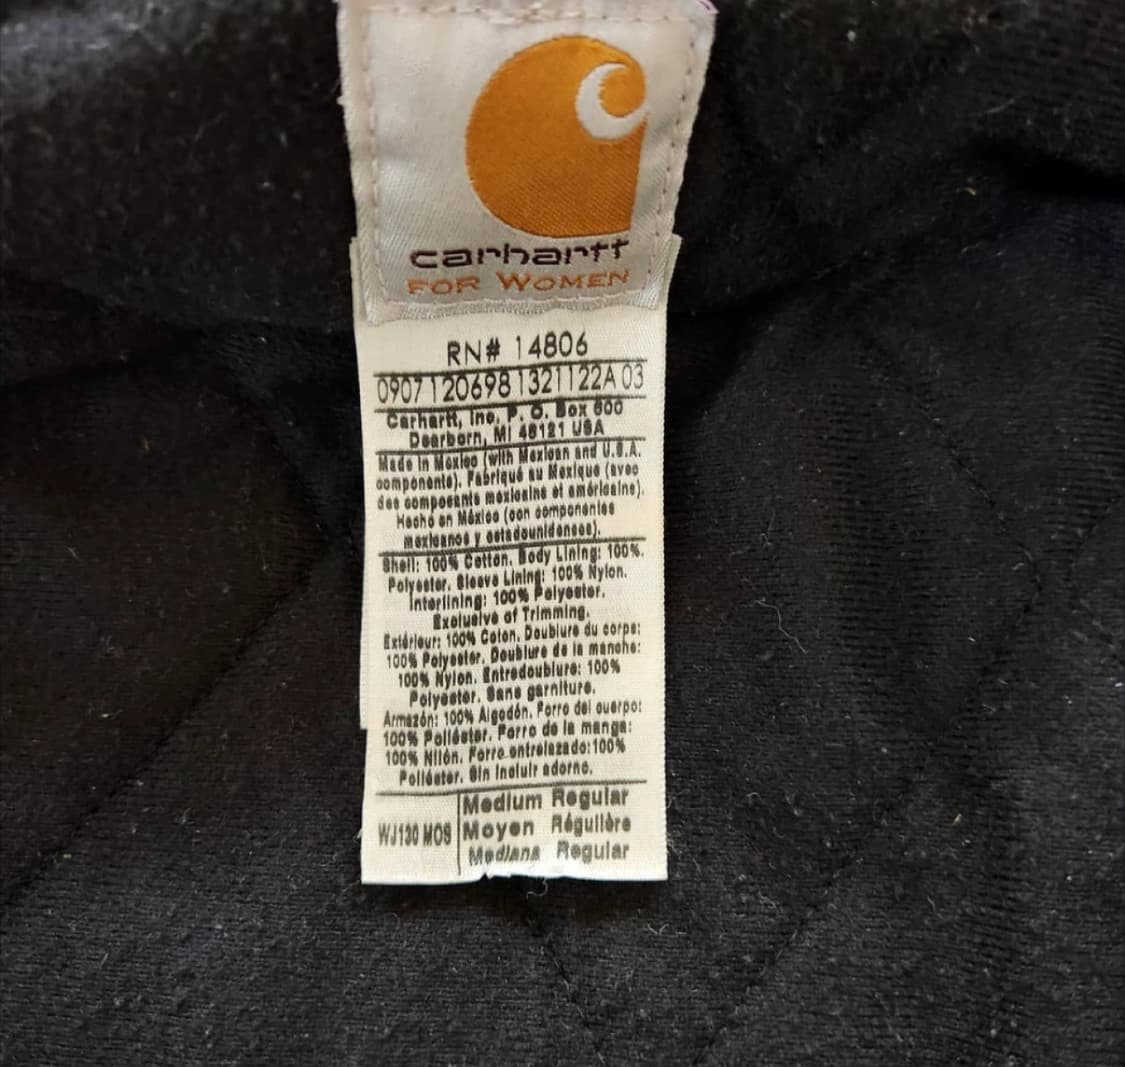 carhartt
FOR WOMEN
RN# 14806
0907 120698 1321122A 03
Carhartt, Inc. P. O. Box 600
Dearborn, MI 48121 USA
Made in Mexico (with Mexican and U.S.A.
components). Fabriqué au Mexique (avec
des composants mexicains et américains).
Hecho en México (con componentes
mexicanos y estadounidenses).
Shell: 100% Cotton. Body Lining: 100%.
Polyester. Sleeve Lining: 100% Nylon.
Interlining: 100% Polyester.
Exclusive of Trimming.
Extérieur: 100% Coton. Doublure du corps:
100% Polyester. Doublure de la manche:
100% Nylon. Entredoublure: 100%
Polyester. Sans garniture.
Armazón: 100% Algodón. Forro del cuerpo:
100% Poliéster. Forro de la manga:
100% Nilón. Forro entrelazado:100%
Poliéster. Sin incluir adorno.
WJ130 MOS
Medium Regular
Moyen Régulière
Mediana Regular